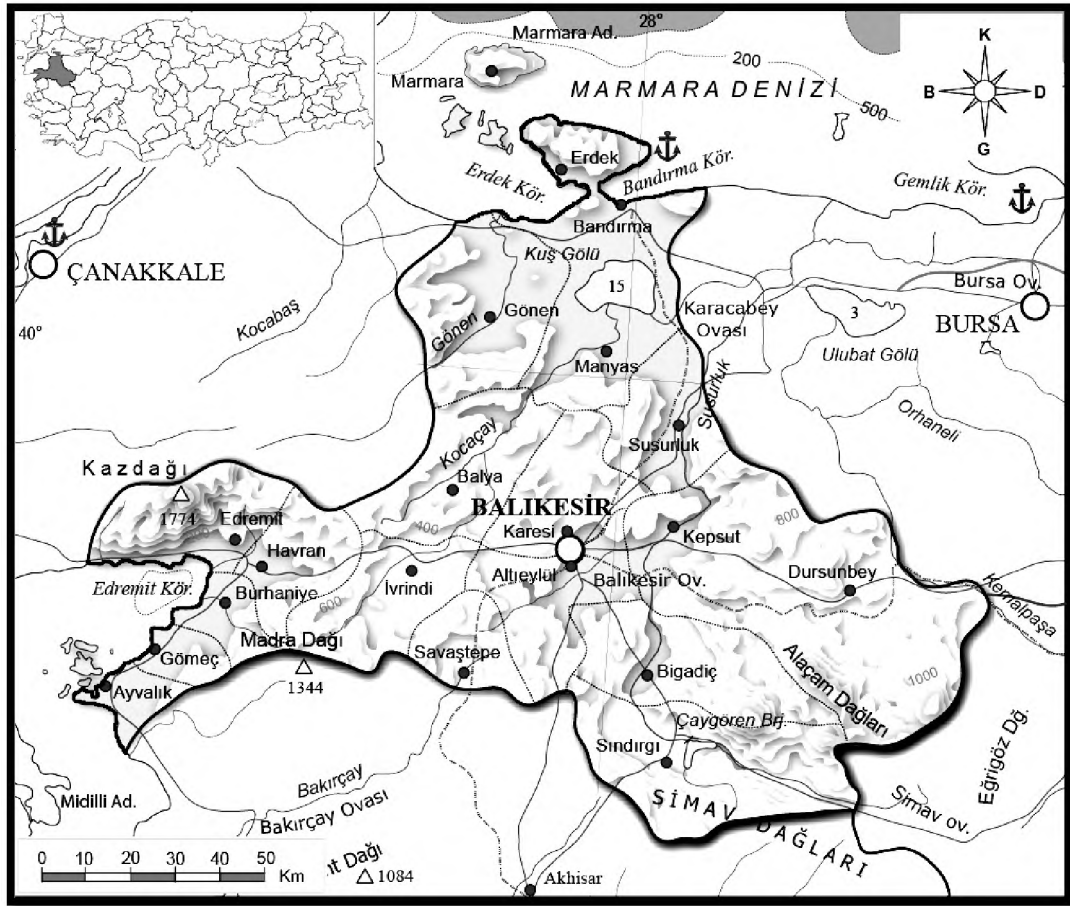 28°
Marmara Ad.
200
K
Marmara
MARMARA DENİZİ
B
D
500
G
Erdek
Erdek Kör.
Bandırma Kör.
Gemlik Kör.
Bandırma
Kuş Gölü
ÇANAKKALE
15
Bursa Ov.
Kocabaş
Gönen
Gönen
Karacabey
Ovası
3
BURSA
40°
Ulubat Gölü
Manyas
Susurluk
Orhaneli
Kocaçay
Susurluk
Kazdağı
1774
Balya
BALIKESİR
Edremit
400
Karesi
Kepsut
800
Havran
Edremit Kör.
İvrindi
Altıeylül
Balıkesir Ov.
Dursunbey
Kemalpaşa
Burhaniye
600
Madra Dağı
Gömeç
Savaştepe
Alaçam Dağları
1000
1344
Bigadiç
Ayvalık
Çaygören Brj.
Sındırgı
Eğrigöz Dğ.
Bakırçay
Midilli Ad.
SİMAV DAĞLARI
Simav ov.
Bakırçay Ovası
0 10 20 30 40 50
Km
ıt Dağı
1084
Akhisar